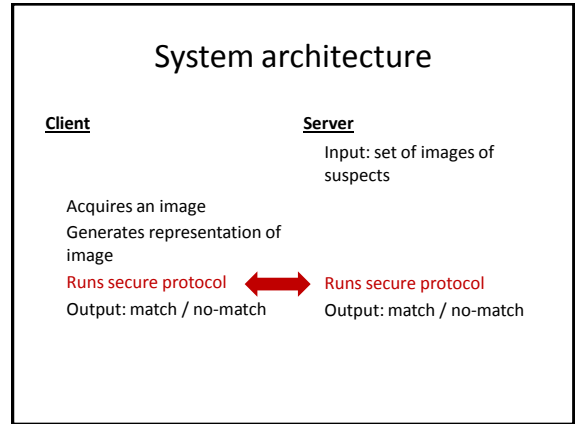 System architecture
Client
Server
Input: set of images of
suspects
Acquires an image
Generates representation of
image
Runs secure protocol
Runs secure protocol
Output: match / no-match
Output: match / no-match